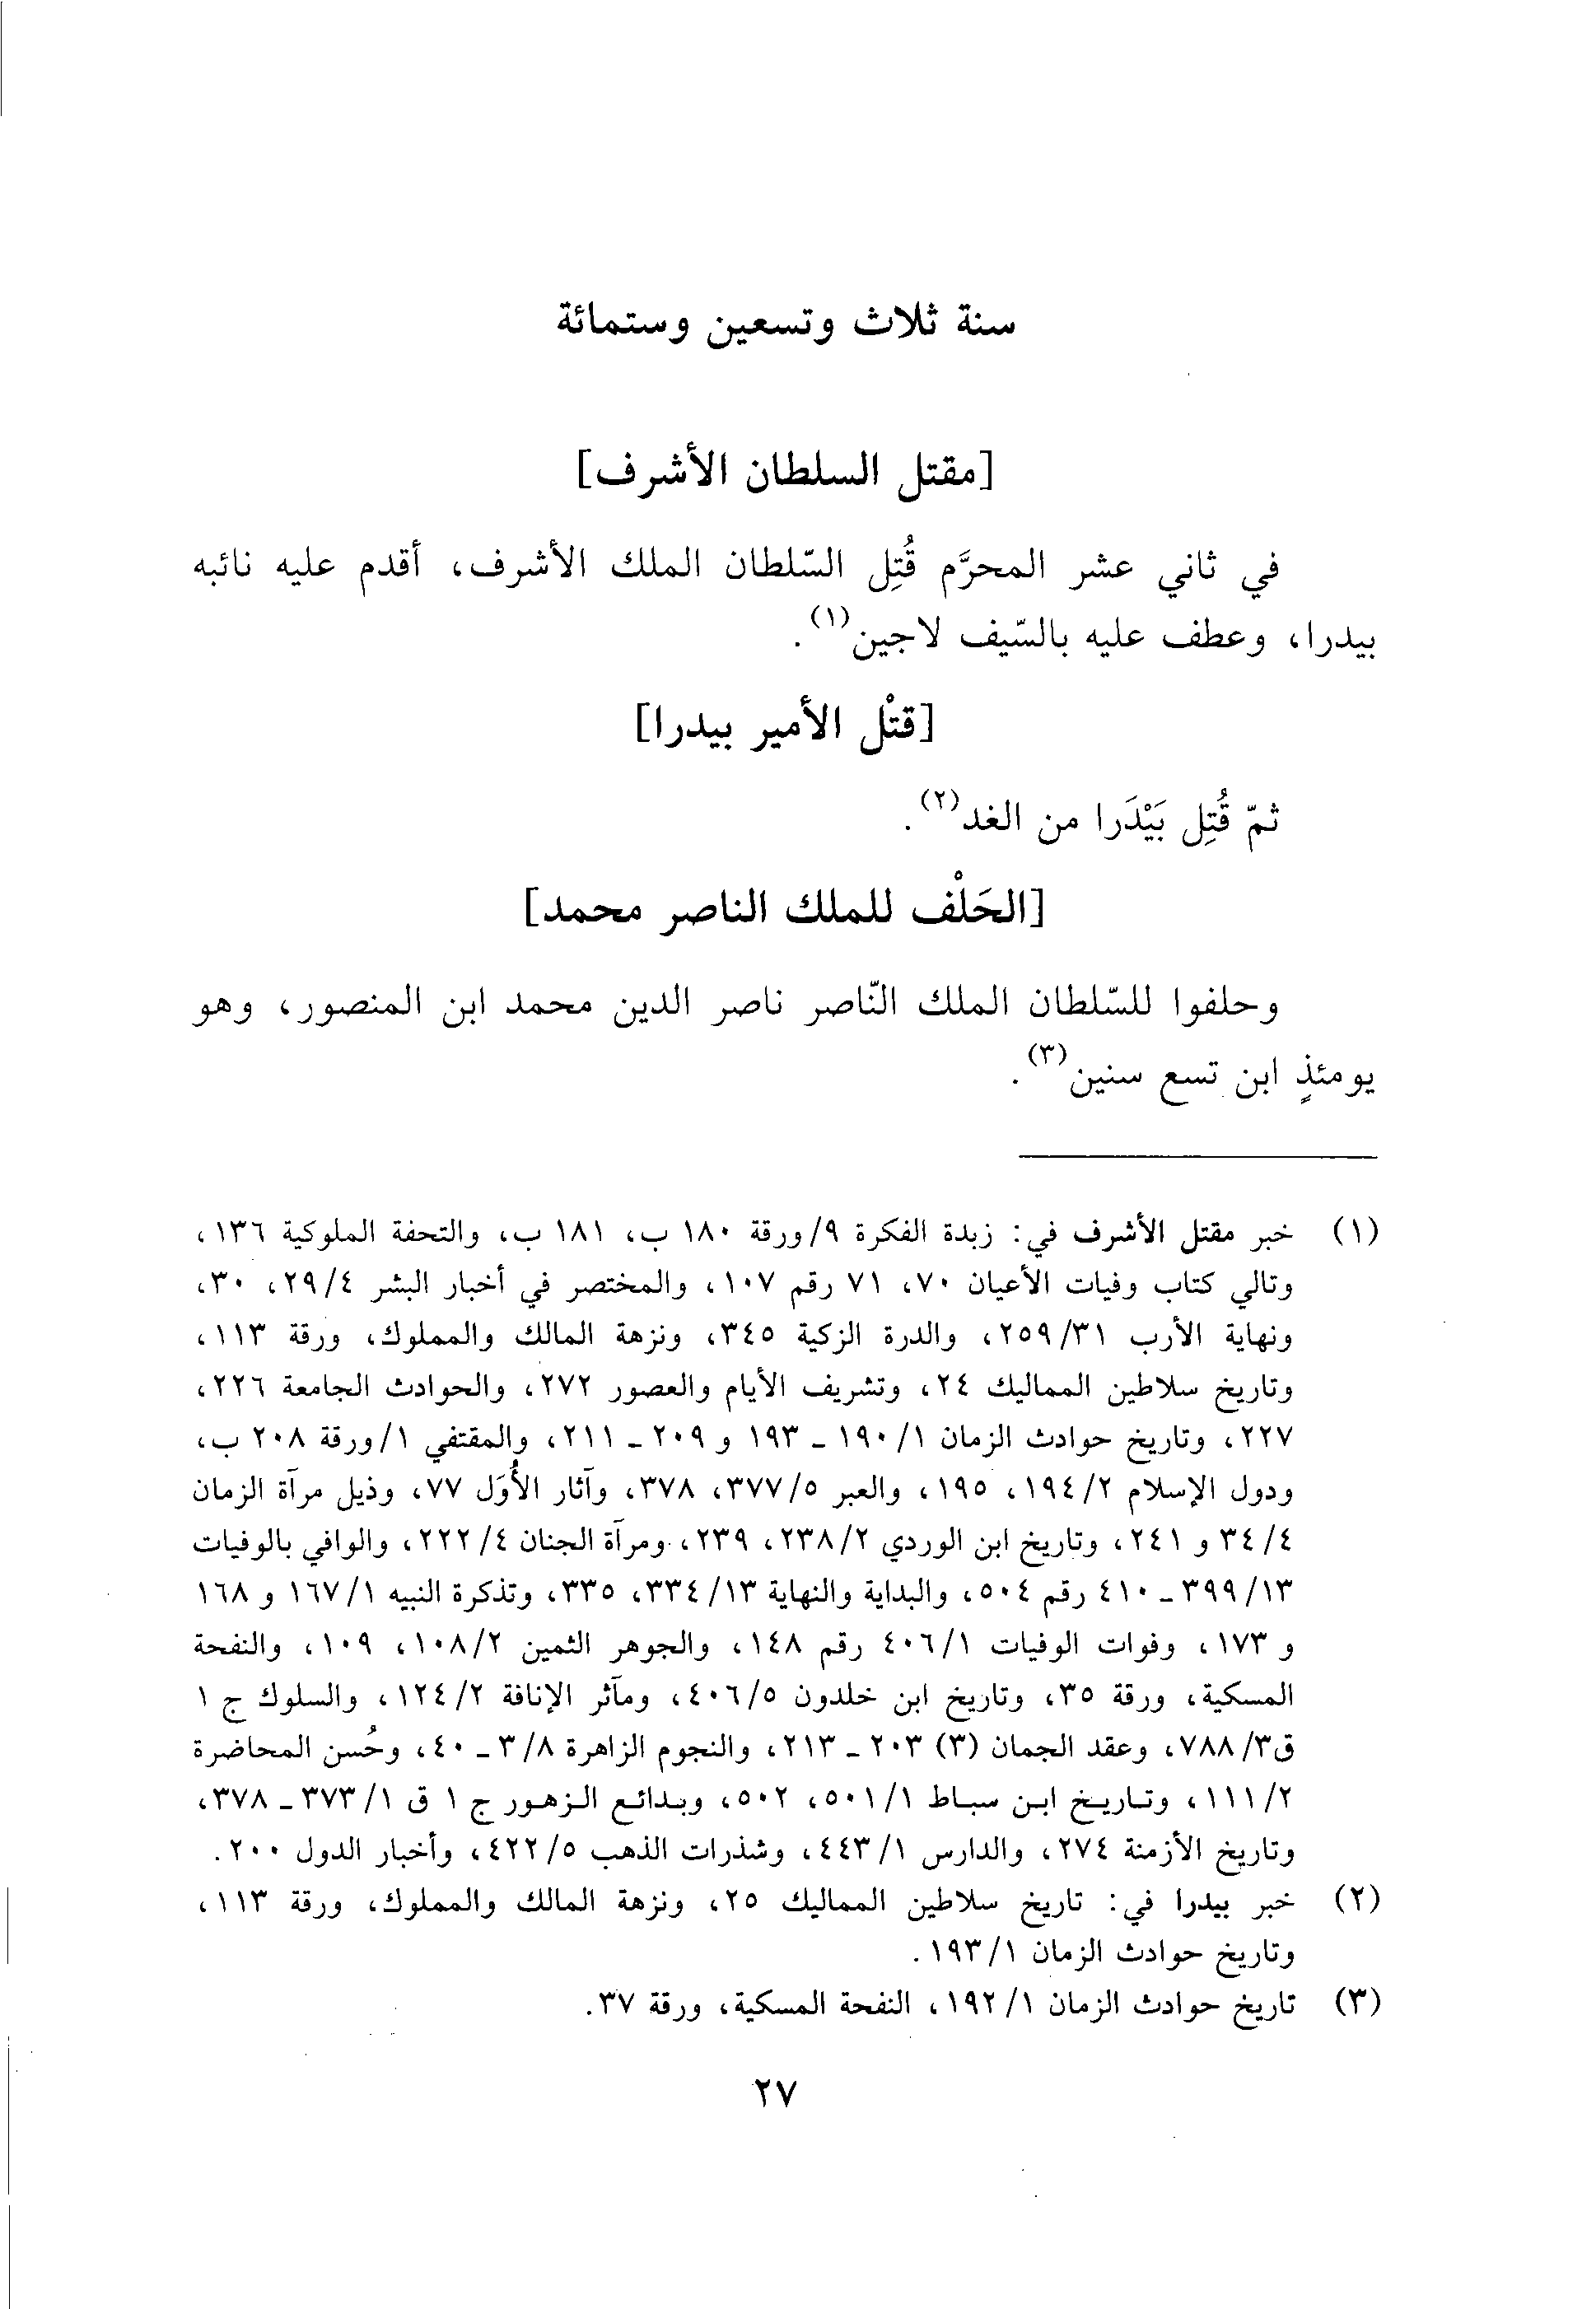 سنة ثلاث وتسعين وستمائة
[مقتل السلطان الأشرف]
في ثاني عشر المحرَّم قُتِل السّلطان الملك الأشرف، أقدم عليه نائبه
بيدرا، وعطف عليه بالسّيف لاجين(١).
[قتْل الأمير بيدرا]
ثمّ قُتِل بَيْدَرا من الغد(٢).
[الحَلْف للملك الناصر محمد]
وحلفوا للسّلطان الملك النّاصر ناصر الدين محمد ابن المنصور، وهو
يومئذٍ ابن تسع سنين(٣).
(١) خبر مقتل الأشرف في: زبدة الفكرة ٩/ورقة ١٨٠ ب، ١٨١ ب، والتحفة الملوكية ١٣٦،
وتالي كتاب وفيات الأعيان ٧٠، ٧١ رقم ١٠٧، والمختصر في أخبار البشر ٢٩/٤، ٣٠،
ونهاية الأرب ٢٥٩/٣١، والدرة الزكية ٣٤٥، ونزهة المالك والمملوك، ورقة ١١٣،
وتاريخ سلاطين المماليك ٢٤، وتشريف الأيام والعصور ٢٧٢، والحوادث الجامعة ٢٢٦،
٢٢٧، وتاريخ حوادث الزمان ١٩٠/١ ـ ١٩٣ و ٢٠٩ ـ ٢١١، والمقتفي ١/ورقة ٢٠٨ ب،
ودول الإسلام ١٩٤/٢، ١٩٥، والعبر ٣٧٧/٥، ٣٧٨، وآثار الأُوَل ٧٧، وذيل مرآة الزمان
٣٤/٤ و ٢٤١، وتاريخ ابن الوردي ٢٣٨/٢، ٢٣٩، ومرآة الجنان ٢٢٢/٤، والوافي بالوفيات
٣٩٩/١٣ ـ ٤١٠ رقم ٥٠٤، والبداية والنهاية ٣٣٤/١٣، ٣٣٥، وتذكرة النبيه ١٦٧/١ و ١٦٨
و ١٧٣، وفوات الوفيات ٤٠٦/١ رقم ١٤٨، والجوهر الثمين ١٠٨/٢، ١٠٩، والنفحة
المسكية، ورقة ٣٥، وتاريخ ابن خلدون ٤٠٦/٥، ومآثر الإنافة ١٢٤/٢، والسلوك ج ١
ق٧٨٨/٣، وعقد الجمان (٣) ٢٠٣ ـ ٢١٣، والنجوم الزاهرة ٣/٨ ـ ٤٠، وحُسن المحاضرة
١١١/٢، وتاريخ ابن سباط ٥٠١/١، ٥٠٢، وبدائع الزهور ج ١ ق ٣٧٣/١ ـ ٣٧٨،
وتاريخ الأزمنة ٢٧٤، والدارس ٤٤٣/١، وشذرات الذهب ٤٢٢/٥، وأخبار الدول ٢٠٠.
(٢) خبر بيدرا في: تاريخ سلاطين المماليك ٢٥، ونزهة المالك والمملوك، ورقة ١١٣،
وتاريخ حوادث الزمان ١٩٣/١.
(٣) تاريخ حوادث الزمان ١٩٢/١، النفحة المسكية، ورقة ٣٧.
٢٧